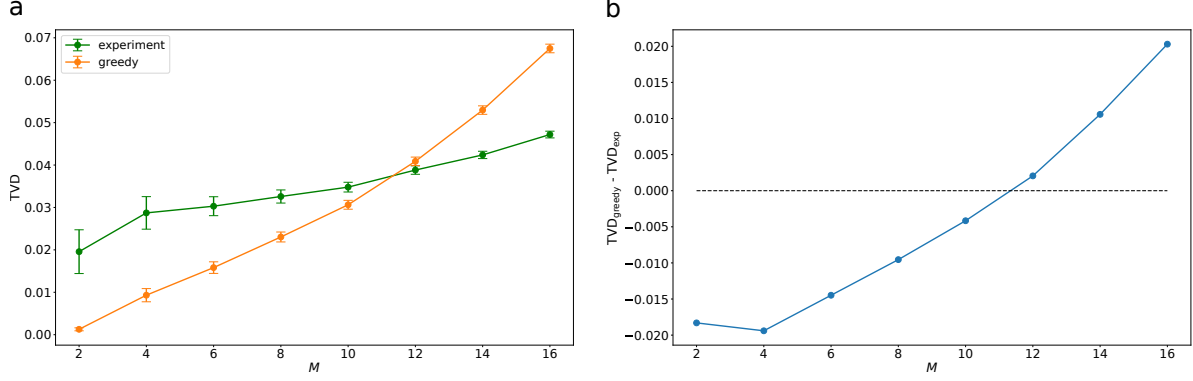 a
TVD
0.07
0.06
0.05
0.04
0.03
0.02
0.01
0.00
experiment
greedy
2 4 6 8 10 12 14 16
M
b
TVDgreedy - TVDexp
0.020
0.015
0.010
0.005
0.000
−0.005
−0.010
−0.015
−0.020
2 4 6 8 10 12 14 16
M